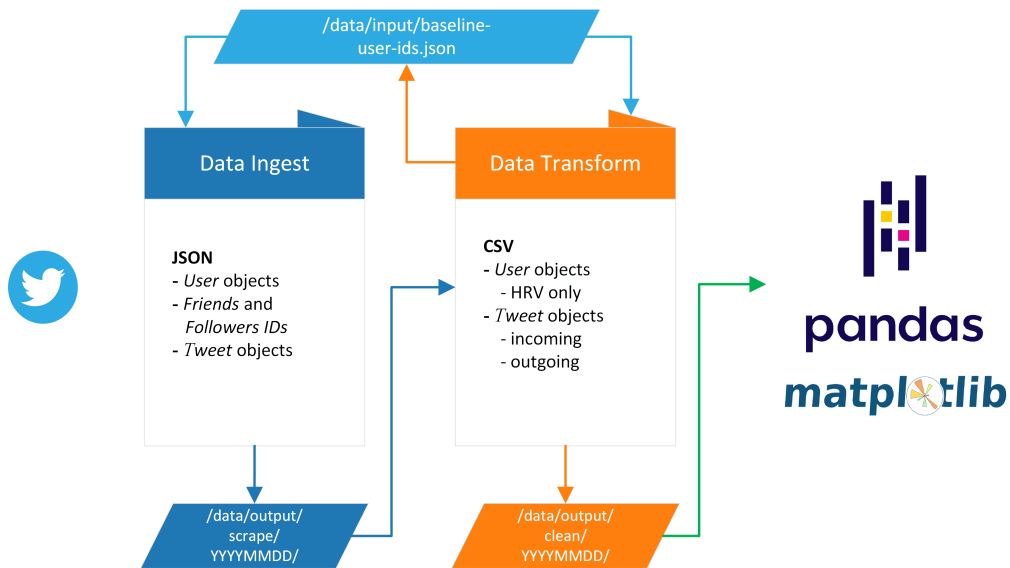 /data/input/baseline-
user-ids.json
Data Ingest
JSON
- User objects
- Friends and
Followers IDs
- Tweet objects
/data/output/
scrape/
YYYYMMDD/
Data Transform
CSV
- User objects
- HRV only
- Tweet objects
- incoming
- outgoing
/data/output/
clean/
YYYYMMDD/
pandas
matplotlib